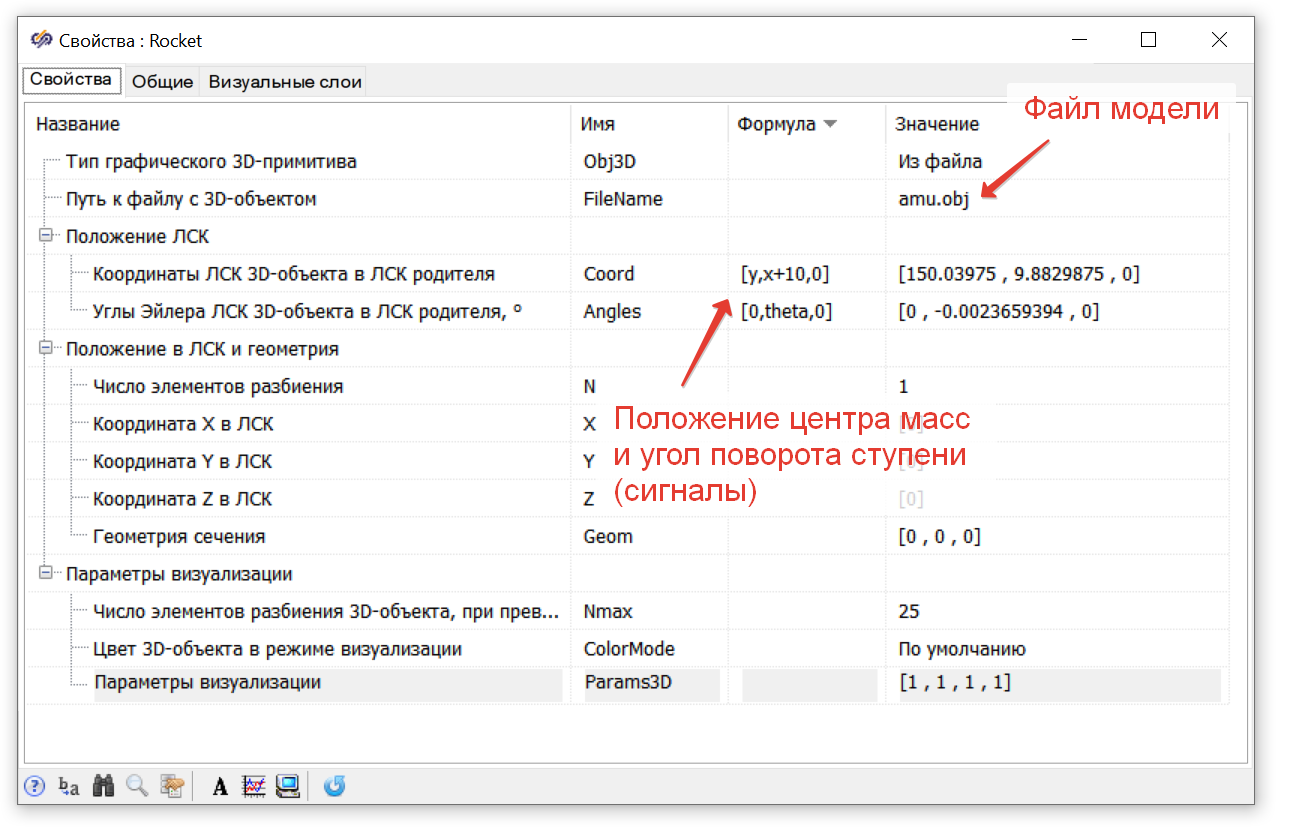 Свойства : Rocket
Свойства Общие Визуальные слои
Файл модели
Название Имя Формула Значение
Тип графического 3D-примитива Obj3D Из файла
Путь к файлу с 3D-объектом FileName amu.obj
Положение ЛСК
Координаты ЛСК 3D-объекта в ЛСК родителя Coord [y,x+10,0] [150.03975 , 9.8829875 , 0]
Углы Эйлера ЛСК 3D-объекта в ЛСК родителя, ° Angles [0,theta,0] [0 , -0.0023659394 , 0]
Положение в ЛСК и геометрия
Число элементов разбиения N 1
Координата X в ЛСК X [0]
Координата Y в ЛСК Y [0]
Координата Z в ЛСК Z [0]
Положение центра масс
и угол поворота ступени
(сигналы)
Геометрия сечения Geom [0 , 0 , 0]
Параметры визуализации
Число элементов разбиения 3D-объекта, при прев... Nmax 25
Цвет 3D-объекта в режиме визуализации ColorMode По умолчанию
Параметры визуализации Params3D [1 , 1 , 1 , 1]
? b a A